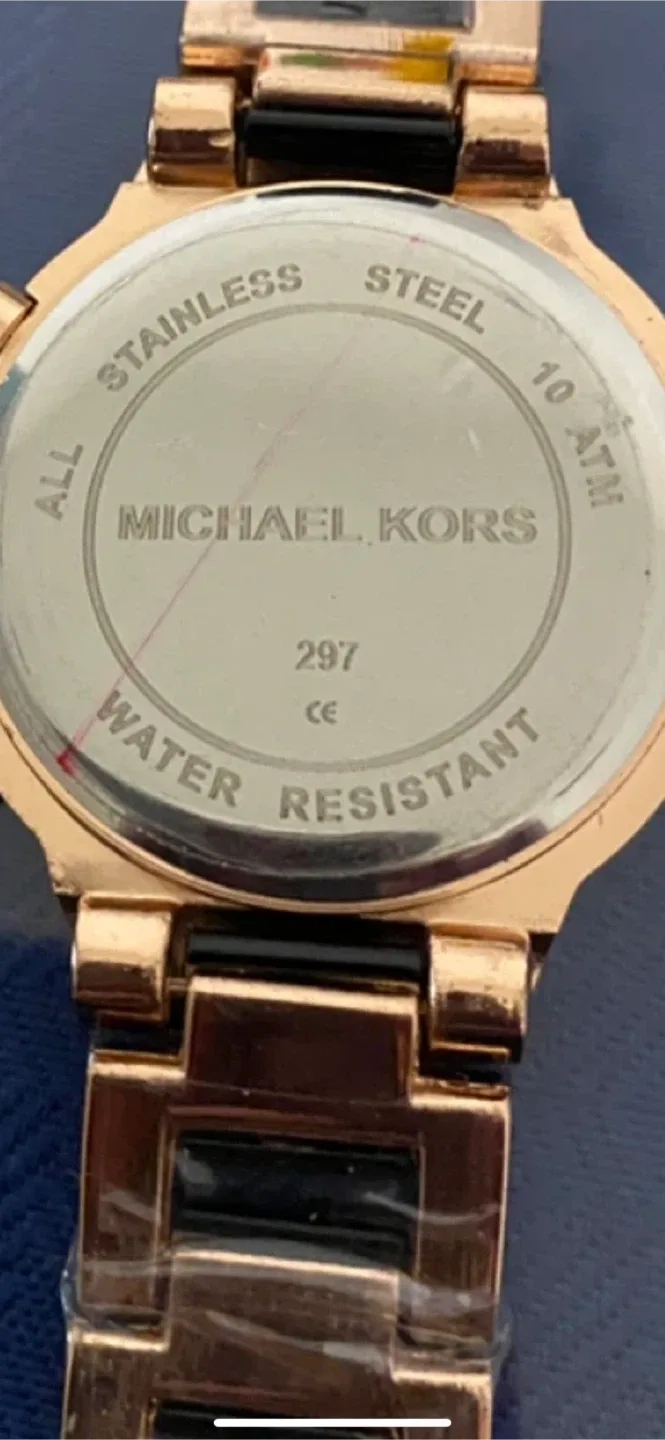 ALL STAINLESS STEEL 10 ATM
MICHAEL KORS
297
CE
WATER RESISTANT